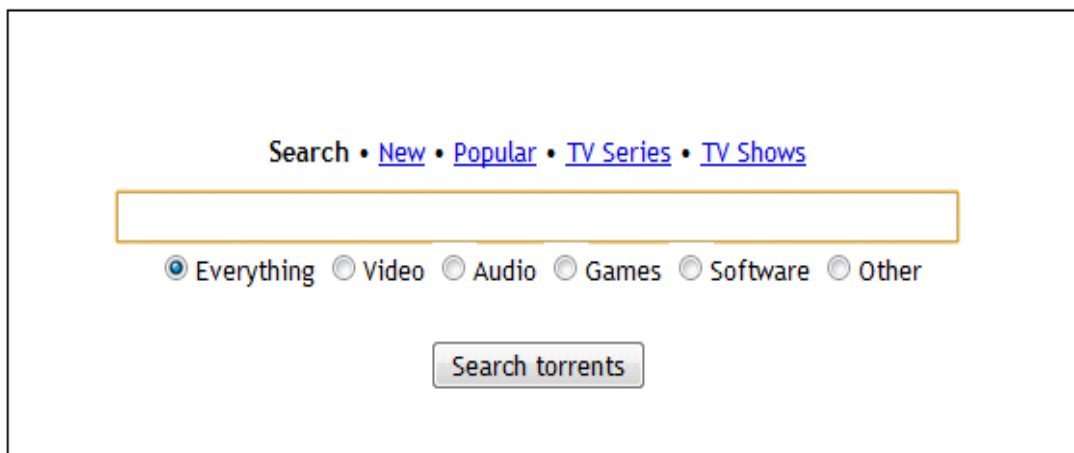 Search • New • Popular • TV Series • TV Shows
Everything Video Audio Games Software Other
Search torrents